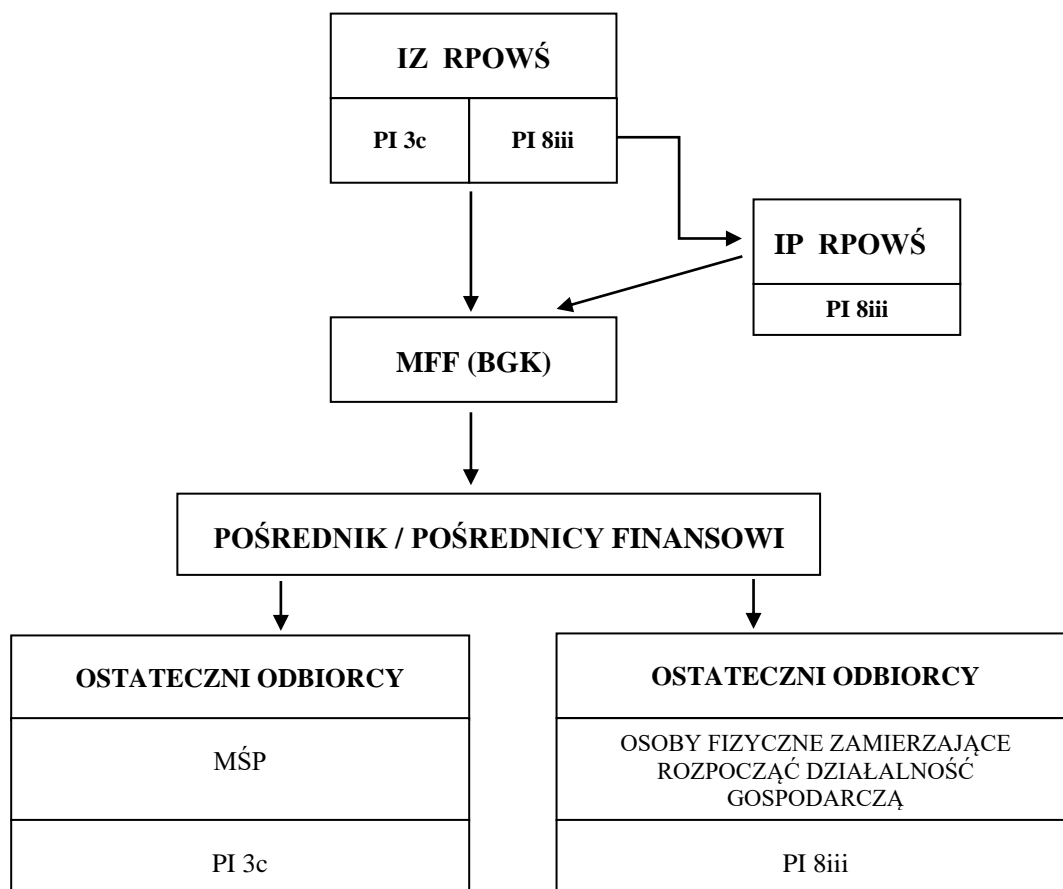 IZ RPOWŚ
PI 3c
PI 8iii
IP RPOWŚ
PI 8iii
MFF (BGK)
POŚREDNIK / POŚREDNICY FINANSOWI
OSTATECZNI ODBIORCY
MŚP
PI 3c
OSTATECZNI ODBIORCY
OSOBY FIZYCZNE ZAMIERZAJĄCE
ROZPOCZĄĆ DZIAŁALNOŚĆ
GOSPODARCZĄ
PI 8iii